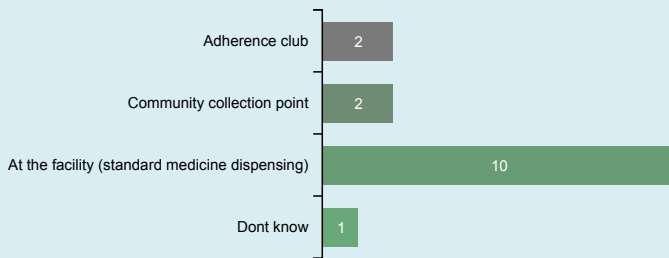 Adherence club 2
Community collection point 2
At the facility (standard medicine dispensing) 10
Dont know 1